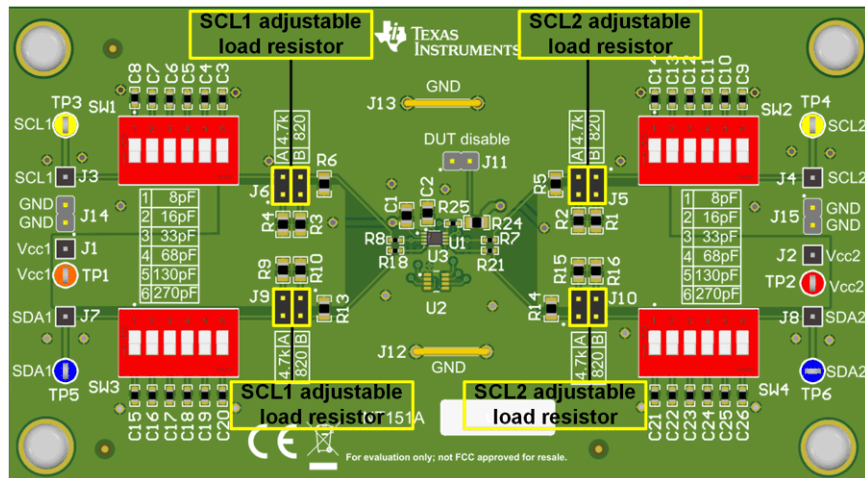 SCL1 adjustable
load resistor
TEXAS
INSTRUMENTS
SCL2 adjustable
load resistor
C8 C7 C6 C5 C4 C3
C14 C13 C12 C11 C10 C9
TP3
SW1
SCL1
SCL1 J3
GND
GND
J14
Vcc1
J1
Vcc1
TP1
SDA1
J7
SDA1
TP5
SW3
1 8pF
2 16pF
3 33pF
4 68pF
5 130pF
6 270pF
A 4.7k
B 820
J6
R6
R4 R3
R9 R10
J9
R13
4.7k A
820 B
GND
J13
DUT disable
J11
C1 C2
R25
R24
U1
R8
R18
U3
R7
R21
U2
J12
GND
A 4.7k
B 820
R5
J5
R2 R1
R15 R16
R14
J10
4.7k A
820 B
SW2
TP4
SCL2
J4
SCL2
1 8pF
2 16pF
3 33pF
4 68pF
5 130pF
6 270pF
GND
J15
GND
J2
Vcc2
TP2
Vcc2
J8
SDA2
SDA2
TP6
SW4
SCL1 adjustable
load resistor
SCL2 adjustable
load resistor
C15 C16 C17 C18 C19 C20
C21 C22 C23 C24 C25 C26
151A
CE
For evaluation only; not FCC approved for resale.